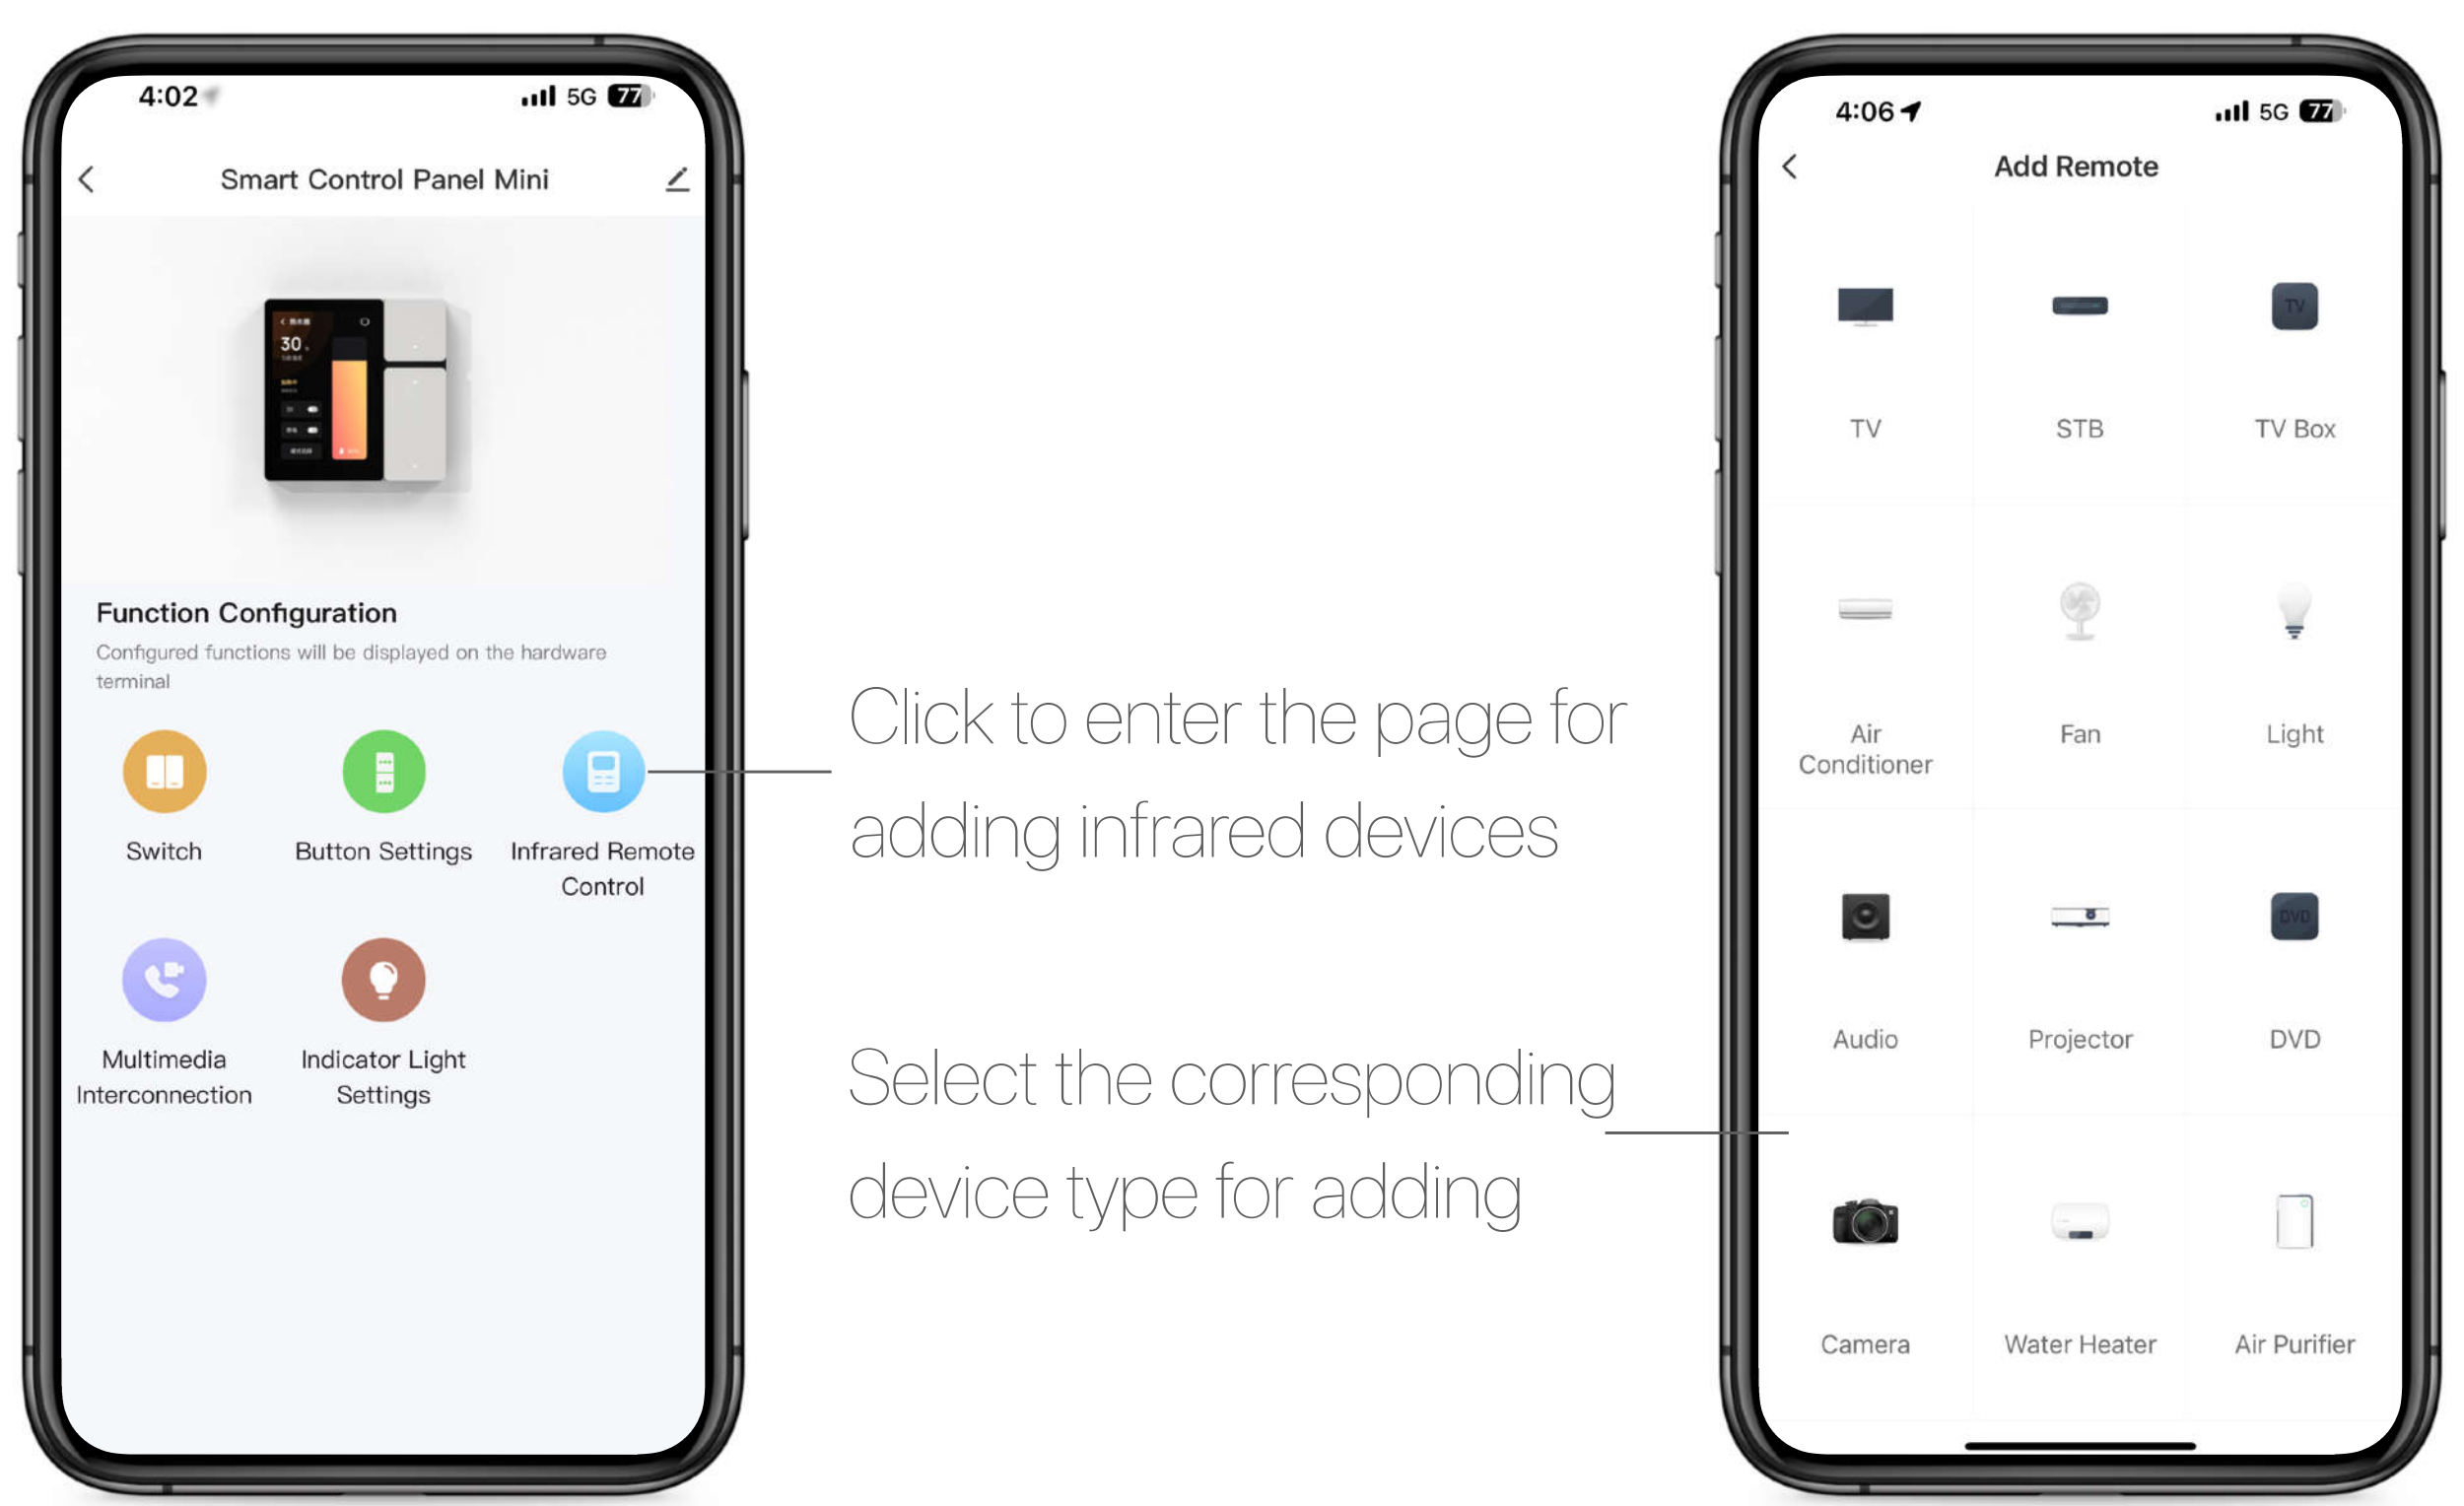 4:02
5G 77
Smart Control Panel Mini
30
Function Configuration
Configured functions will be displayed on the hardware
terminal
Switch
Button Settings
Infrared Remote
Control
Multimedia
Interconnection
Indicator Light
Settings
Click to enter the page for
adding infrared devices
Select the corresponding
device type for adding
4:06
5G 77
Add Remote
TV
TV
STB
TV Box
Air
Conditioner
Fan
Light
DVD
Audio
Projector
DVD
Camera
Water Heater
Air Purifier